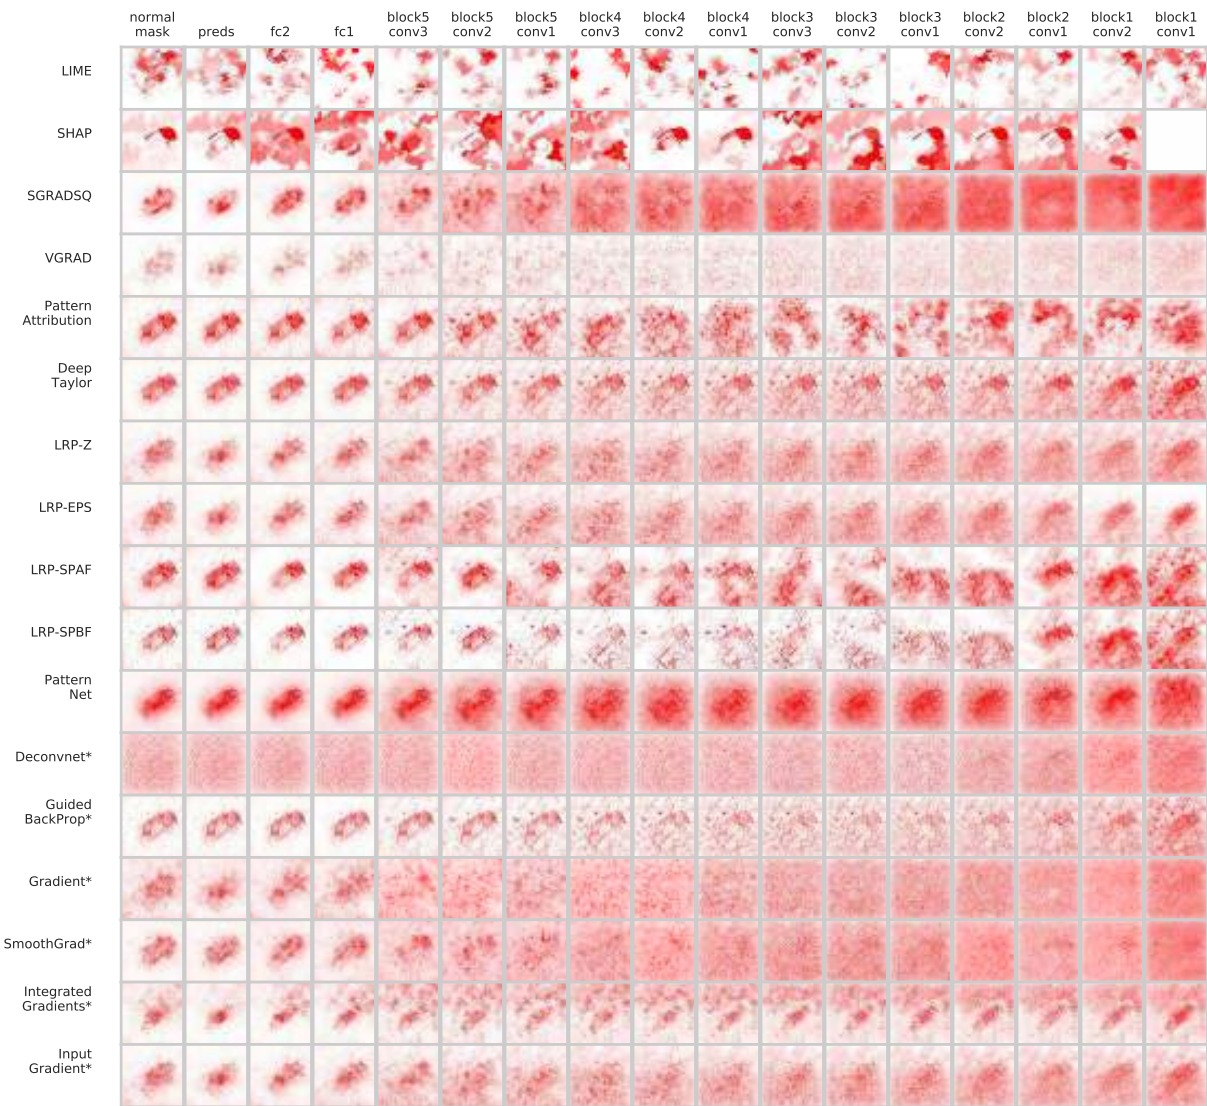 normal mask
preds
fc2
fc1
block5 conv3
block5 conv2
block5 conv1
block4 conv3
block4 conv2
block4 conv1
block3 conv3
block3 conv2
block3 conv1
block2 conv2
block2 conv1
block1 conv2
block1 conv1
LIME
SHAP
SGRADSQ
VGRAD
Pattern
Attribution
Deep
Taylor
LRP-Z
LRP-EPS
LRP-SPAF
LRP-SPBF
Pattern
Net
Deconvnet*
Guided
BackProp*
Gradient*
SmoothGrad*
Integrated
Gradients*
Input
Gradient*